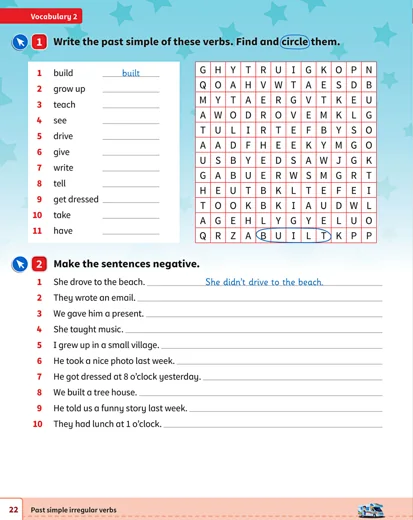 Vocabulary 2
1 Write the past simple of these verbs. Find and circle them.
1 build built
2 grow up
3 teach
4 see
5 drive
6 give
7 write
8 tell
9 get dressed
10 take
11 have
G H Y T R U I G K O P N
Q O A H V W T A E S D B
M Y T A E R G V T K E U
A W O D R O V E M K L G
T U L I R T E F B Y S O
A A D F H E E K Y M G O
U S B Y E D S A W J G K
G A B U E R W S M G R T
H E U T B K L T E F E I
T O O K B K I A U D W L
A G E H L Y G Y E L U O
Q R Z A B U I L T K P P
2 Make the sentences negative.
1 She drove to the beach. She didn't drive to the beach.
2 They wrote an email.
3 We gave him a present.
4 She taught music.
5 I grew up in a small village.
6 He took a nice photo last week.
7 He got dressed at 8 o'clock yesterday.
8 We built a tree house.
9 He told us a funny story last week.
10 They had lunch at 1 o'clock.
22 Past simple irregular verbs